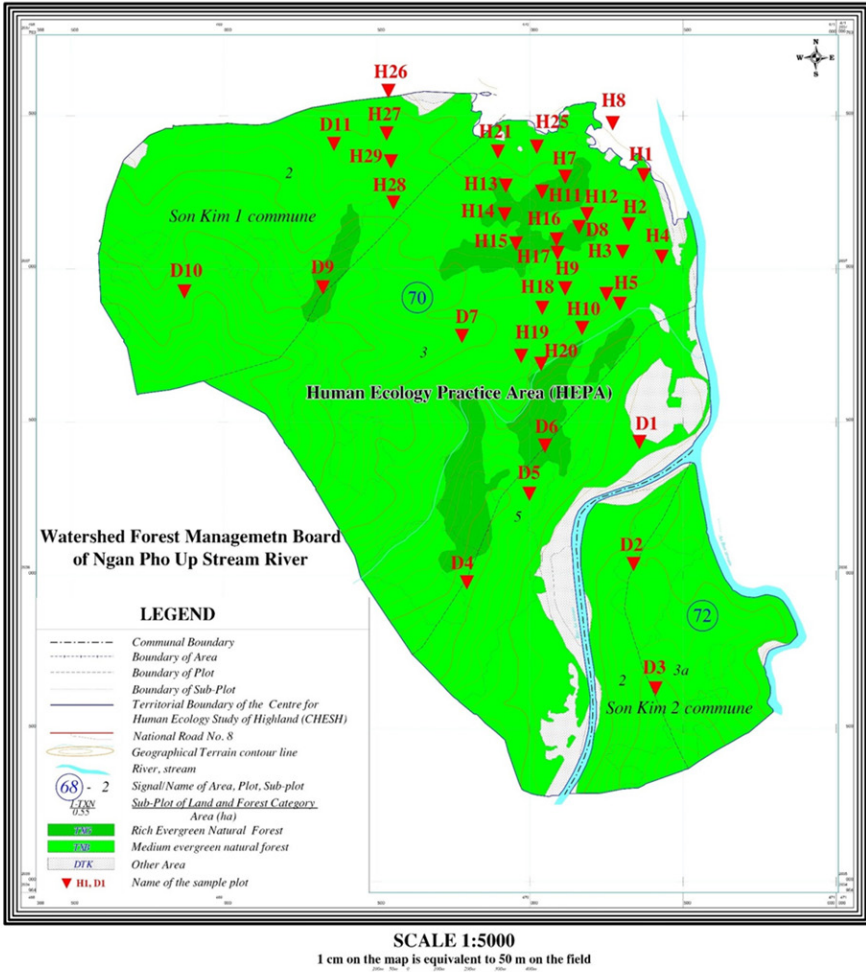 N
W
E
S
H26
H8
H27
D11
H25
H21
H29
H7
H1
2
H13
H28
H11
H12
H14
H16
H2
Son Kim 1 commune
D8
H15
H4
H17
H3
D10
D9
H9
70
H18
H5
H10
D7
H19
3
H20
Human Ecology Practice Area (HEPA)
D1
D6
D5
5
Watershed Forest Managemetn Board
of Ngan Pho Up Stream River
D2
D4
72
D3
3a
2
Son Kim 2 commune
LEGEND
Communal Boundary
Boundary of Area
Boundary of Plot
Boundary of Sub-Plot
Territorial Boundary of the Centre for
Human Ecology Study of Highland (CHESH)
National Road No. 8
Geographical Terrain contour line
River, stream
68 - 2 Signal/Name of Area, Plot, Sub-plot
Sub-Plot of Land and Forest Category
0.55 Area (ha)
Rich Evergreen Natural Forest
Medium evergreen natural forest
DTK Other Area
H1, D1 Name of the sample plot
SCALE 1:5000
1 cm on the map is equivalent to 50 m on the field